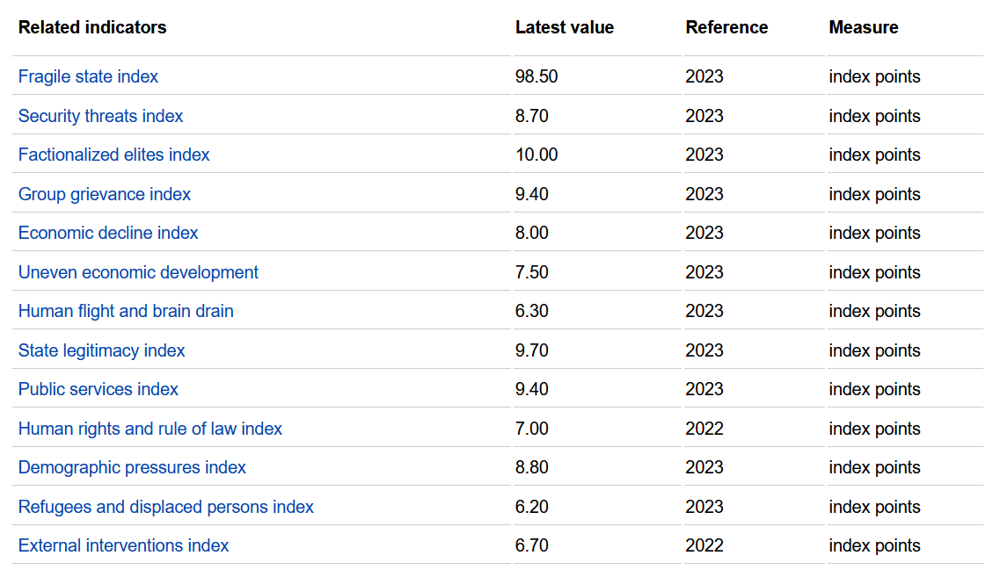 Related indicators Latest value Reference Measure
Fragile state index 98.50 2023 index points
Security threats index 8.70 2023 index points
Factionalized elites index 10.00 2023 index points
Group grievance index 9.40 2023 index points
Economic decline index 8.00 2023 index points
Uneven economic development 7.50 2023 index points
Human flight and brain drain 6.30 2023 index points
State legitimacy index 9.70 2023 index points
Public services index 9.40 2023 index points
Human rights and rule of law index 7.00 2022 index points
Demographic pressures index 8.80 2023 index points
Refugees and displaced persons index 6.20 2023 index points
External interventions index 6.70 2022 index points